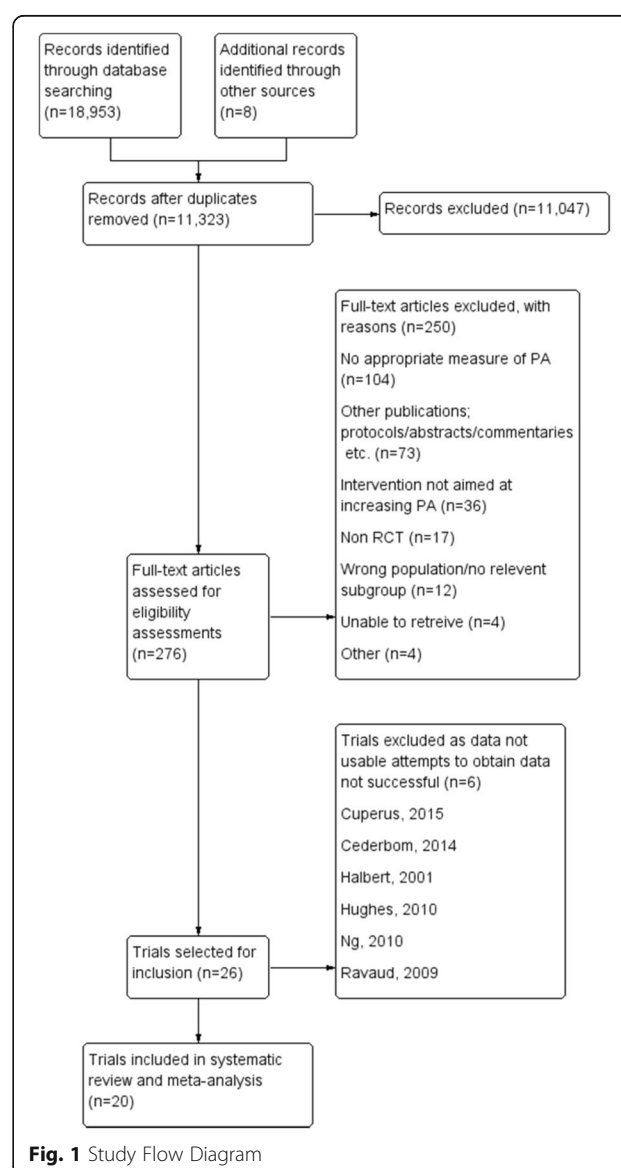 Records identified
through database
searching
(n=18,953)
Additional records
identified through
other sources
(n=8)
Records after duplicates
removed (n=11,323)
Records excluded (n=11,047)
Full-text articles excluded, with
reasons (n=250)
No appropriate measure of PA
(n=104)
Other publications;
protocols/abstracts/commentaries
etc. (n=73)
Intervention not aimed at
increasing PA (n=36)
Non RCT (n=17)
Wrong population/no relevent
subgroup (n=12)
Unable to retreive (n=4)
Other (n=4)
Full-text articles
assessed for
eligibility
assessments
(n=276)
Trials excluded as data not
usable attempts to obtain data
not successful (n=6)
Cuperus, 2015
Cederbom, 2014
Halbert, 2001
Hughes, 2010
Ng, 2010
Ravaud, 2009
Trials selected for
inclusion (n=26)
Trials included in systematic
review and meta-analysis
(n=20)
Fig. 1 Study Flow Diagram